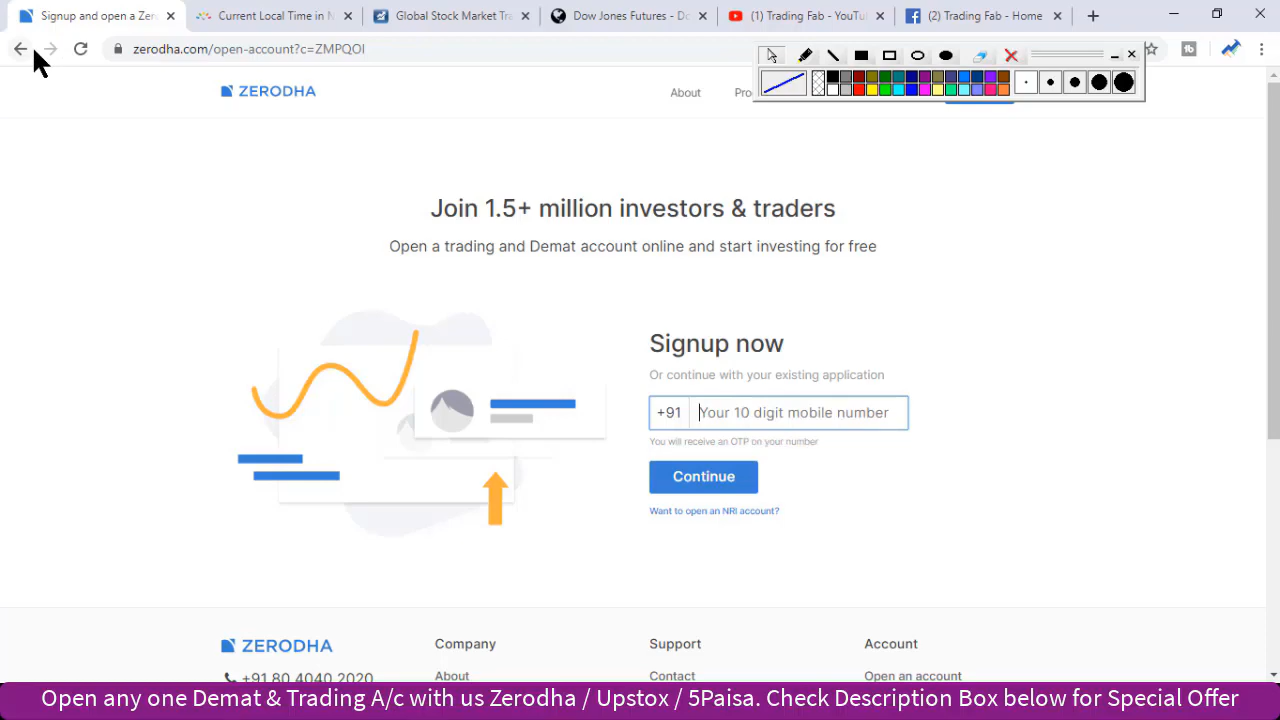 Signup and open a Zer
Current Local Time in N
Global Stock Market Tra
Dow Jones Futures - Do
(1) Trading Fab - YouTu
(2) Trading Fab - Home
zerodha.com/open-account?c=ZMPQOI
ZERODHA
About
Pro
Join 1.5+ million investors & traders
Open a trading and Demat account online and start investing for free
Signup now
Or continue with your existing application
+91 Your 10 digit mobile number
You will receive an OTP on your number
Continue
Want to open an NRI account?
ZERODHA
Company
Support
Account
+91 80 4040 2020
About
Contact
Open an account
Open any one Demat & Trading A/c with us Zerodha / Upstox / 5Paisa. Check Description Box below for Special Offer